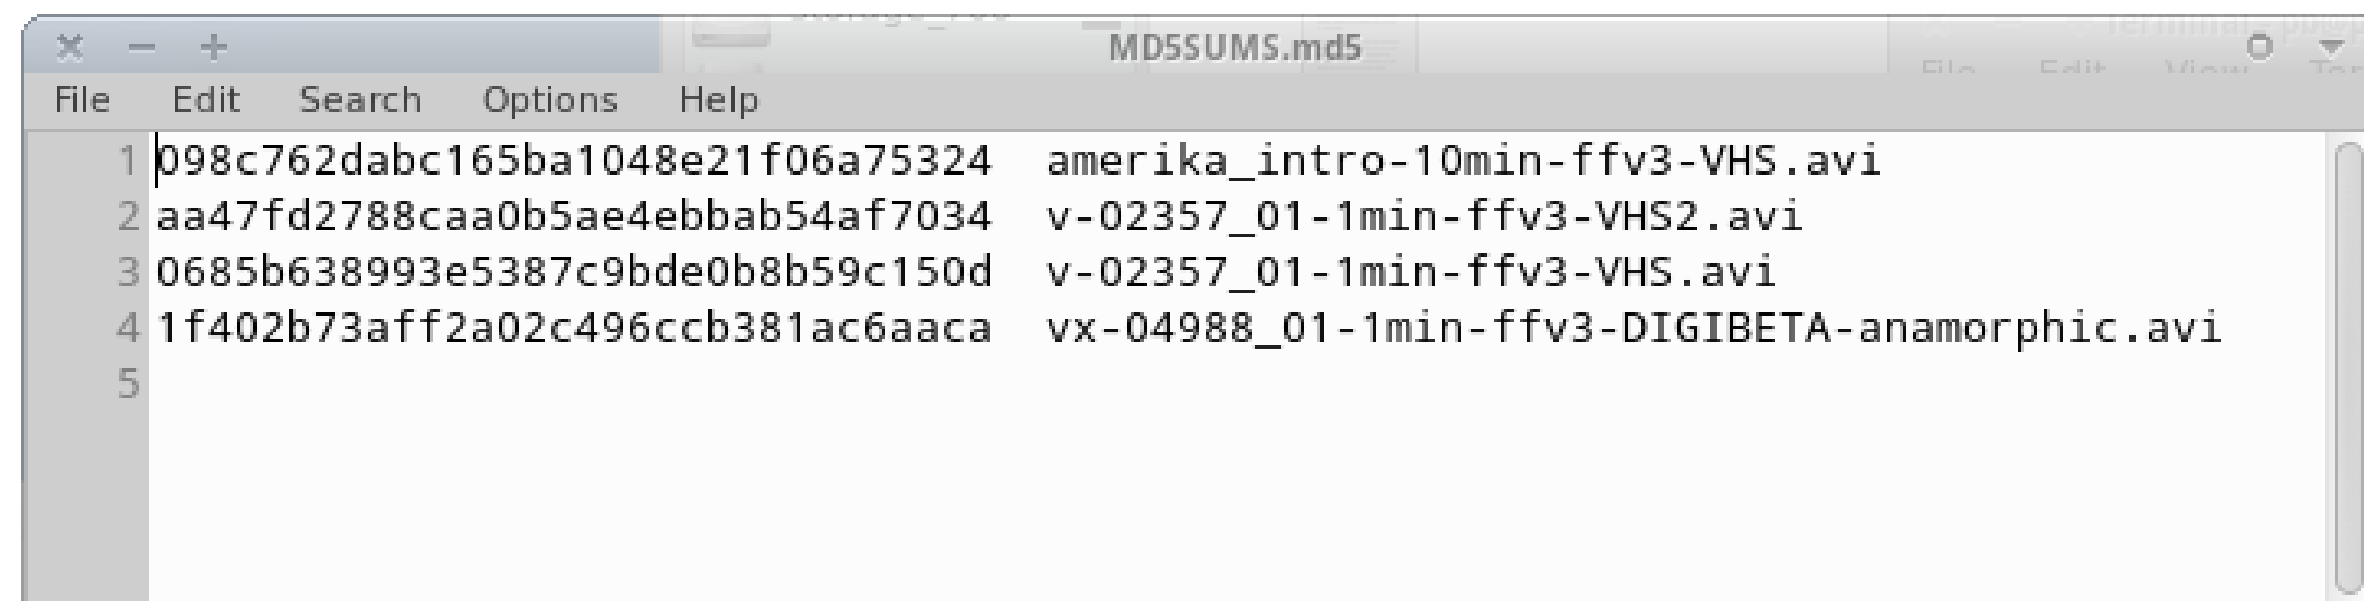 MD5SUMS.md5
File Edit Search Options Help
1 098c762dabc165ba1048e21f06a75324  amerika_intro-10min-ffv3-VHS.avi
2 aa47fd2788caa0b5ae4ebbab54af7034  v-02357_01-1min-ffv3-VHS2.avi
3 0685b638993e5387c9bde0b8b59c150d  v-02357_01-1min-ffv3-VHS.avi
4 1f402b73aff2a02c496ccb381ac6aaca  vx-04988_01-1min-ffv3-DIGIBETA-anamorphic.avi
5